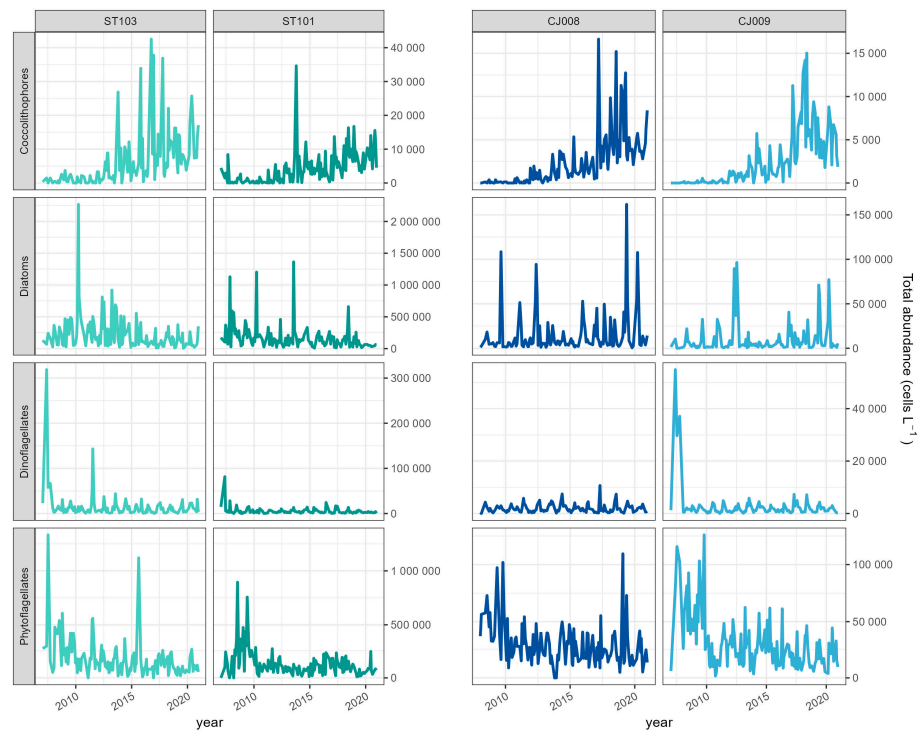 ST103 ST101 CJ008 CJ009
Coccolithophores
40 000
30 000
20 000
10 000
0
15 000
10 000
5 000
0
Diatoms
2 000 000
1 500 000
1 000 000
500 000
0
150 000
100 000
50 000
0
Dinoflagellates
300 000
200 000
100 000
0
40 000
20 000
0
Phytoflagellates
1 000 000
500 000
0
100 000
50 000
0
2010 2015 2020 2010 2015 2020 2010 2015 2020 2010 2015 2020
year year
Total abundance (cells L⁻¹)